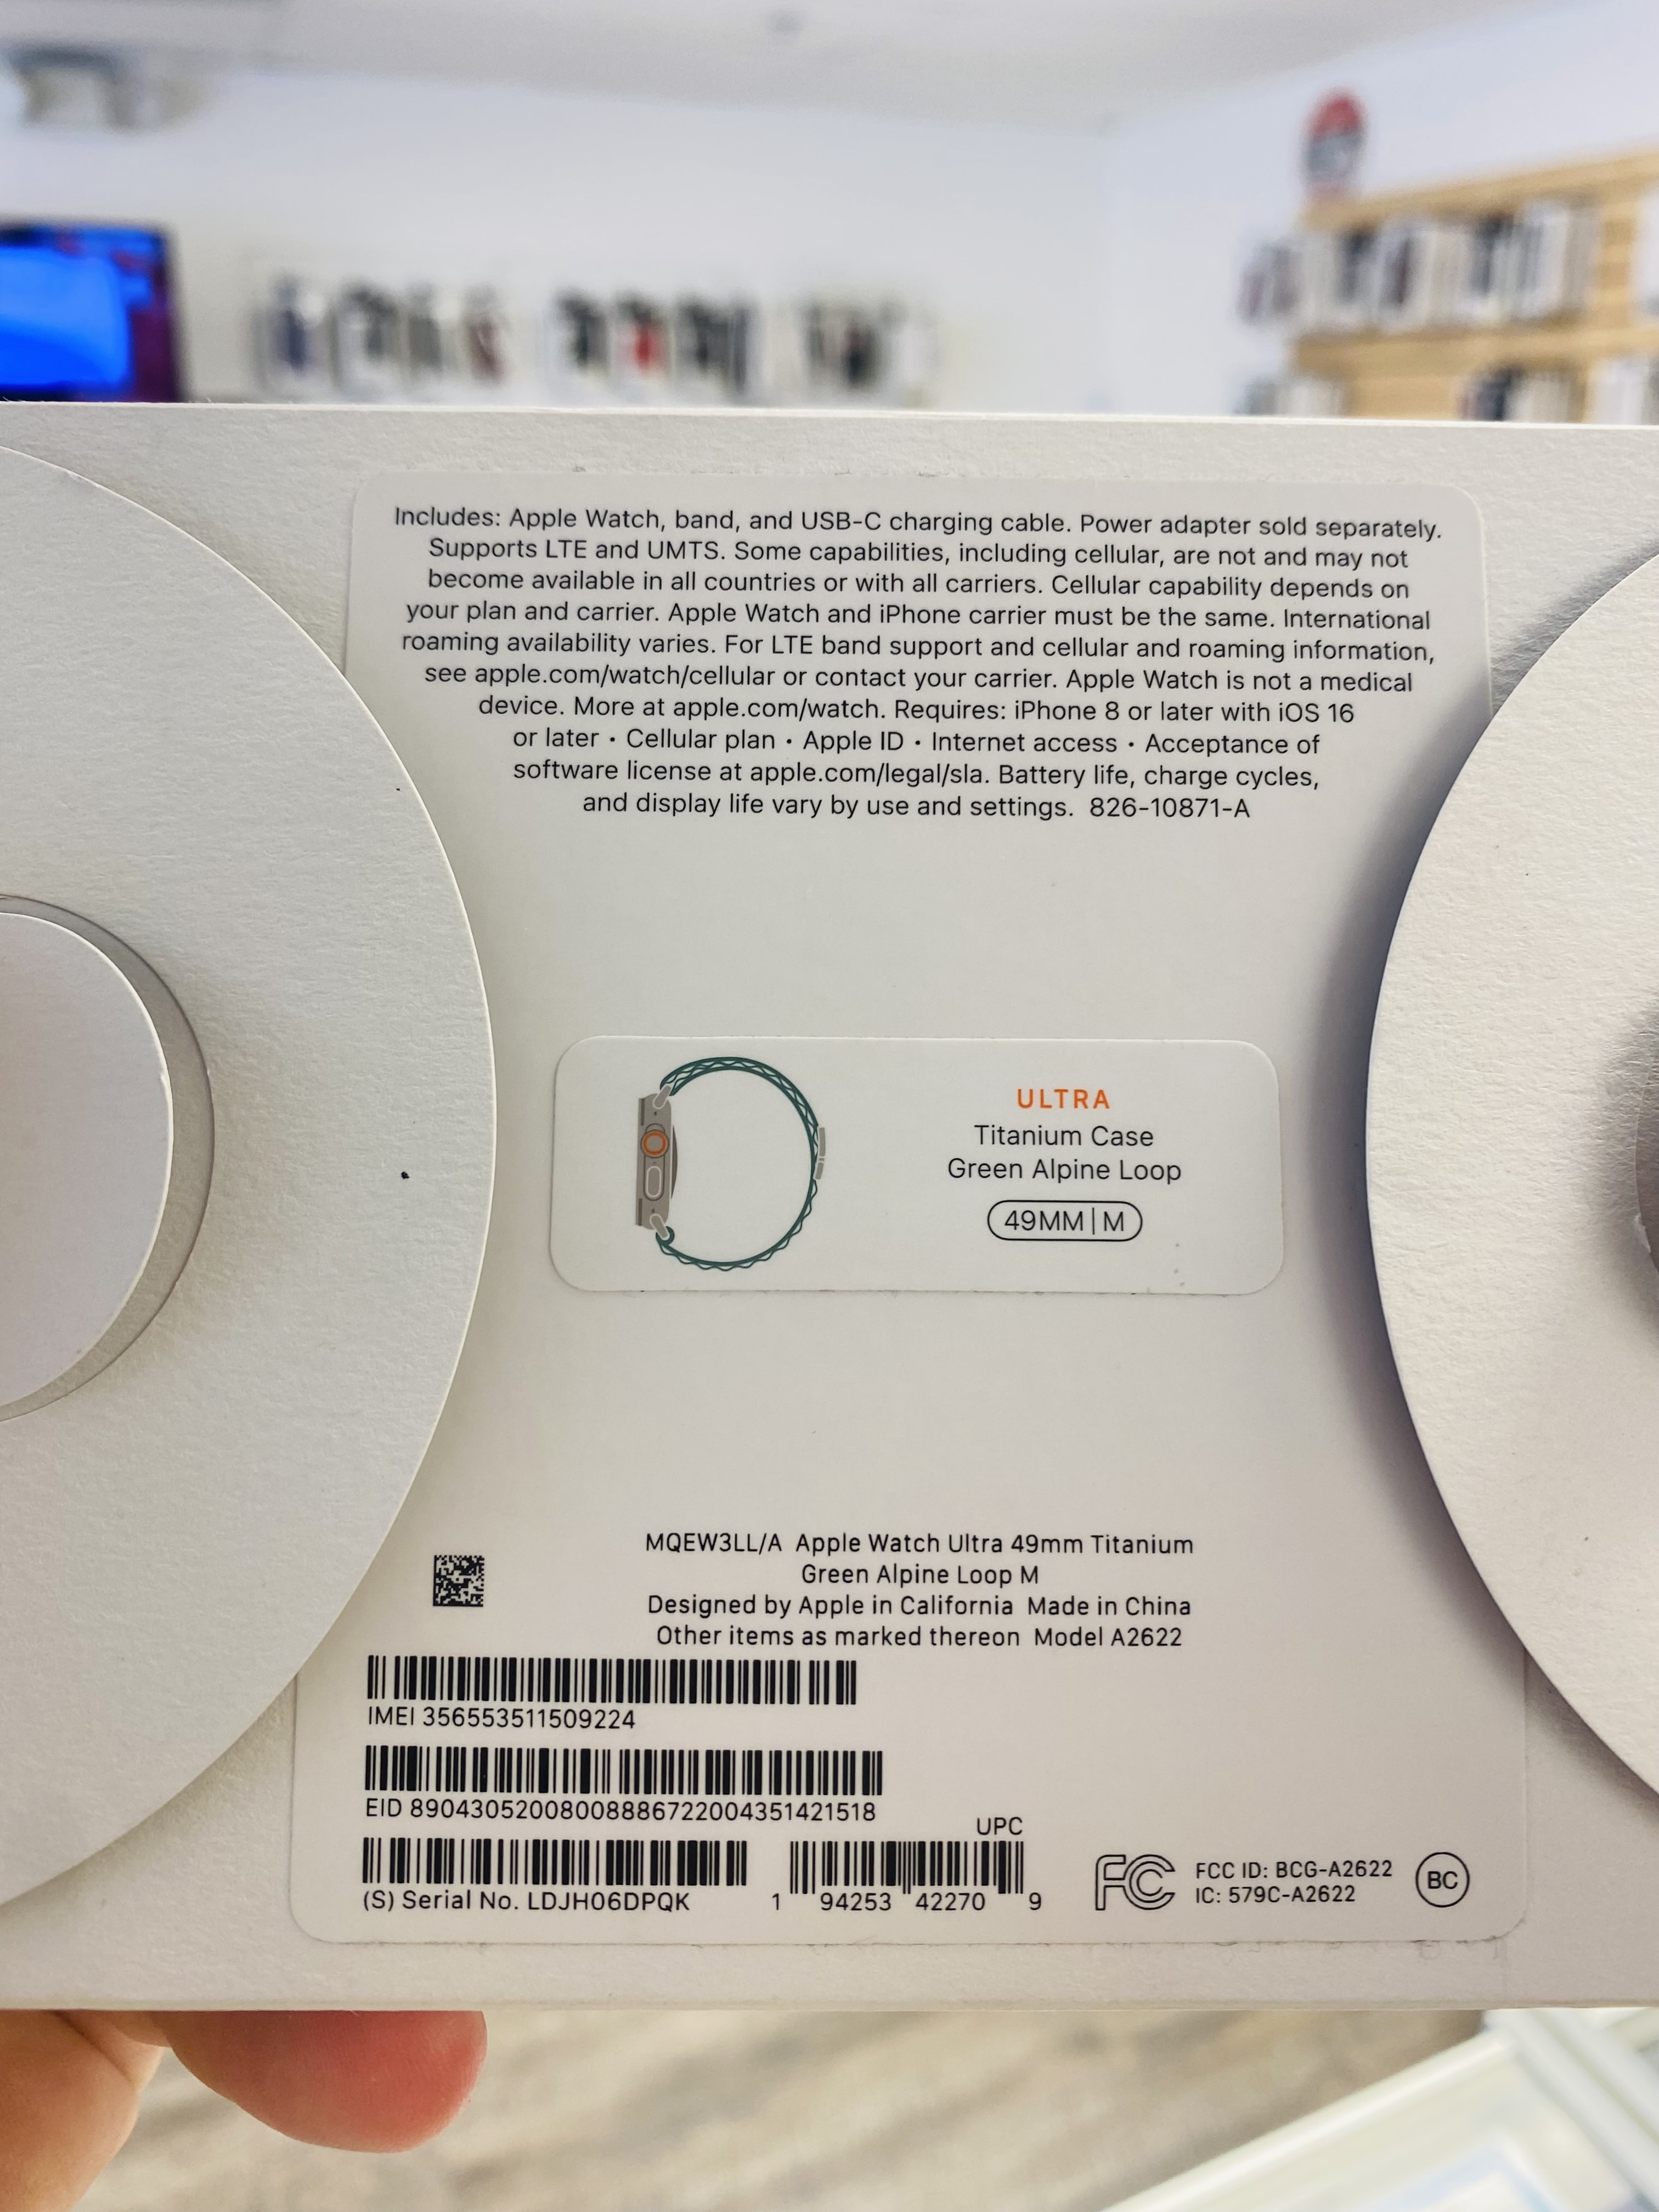 Includes: Apple Watch, band, and USB-C charging cable. Power adapter sold separately.
Supports LTE and UMTS. Some capabilities, including cellular, are not and may not
become available in all countries or with all carriers. Cellular capability depends on
your plan and carrier. Apple Watch and iPhone carrier must be the same. International
roaming availability varies. For LTE band support and cellular and roaming information,
see apple.com/watch/cellular or contact your carrier. Apple Watch is not a medical
device. More at apple.com/watch. Requires: iPhone 8 or later with iOS 16
or later • Cellular plan • Apple ID • Internet access • Acceptance of
software license at apple.com/legal/sla. Battery life, charge cycles,
and display life vary by use and settings. 826-10871-A
ULTRA
Titanium Case
Green Alpine Loop
49MM | M
MQEW3LL/A Apple Watch Ultra 49mm Titanium
Green Alpine Loop M
Designed by Apple in California Made in China
Other items as marked thereon Model A2622
IMEI 356553511509224
EID 89043052008008886722004351421518
UPC
(S) Serial No. LDJH06DPQK
1 94253 42270 9
FC
FCC ID: BCG-A2622
IC: 579C-A2622
BC